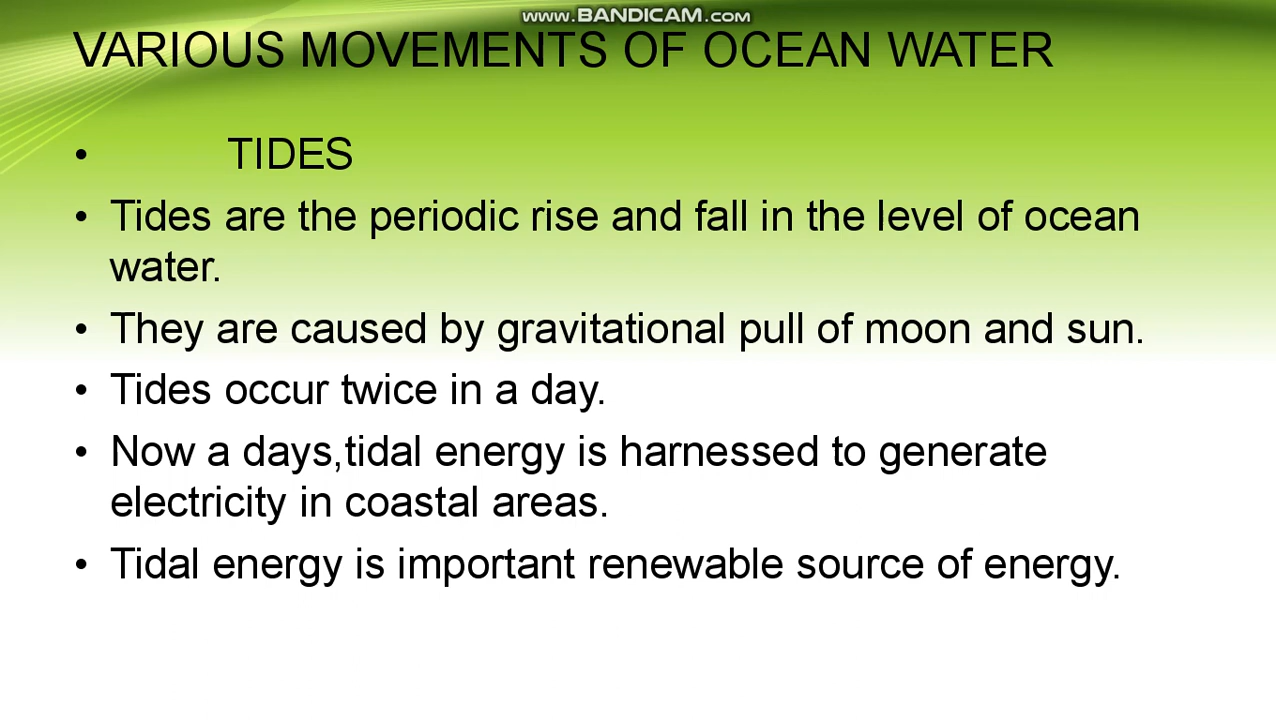 www.BANDICAM.com
VARIOUS MOVEMENTS OF OCEAN WATER
• TIDES
• Tides are the periodic rise and fall in the level of ocean
water.
• They are caused by gravitational pull of moon and sun.
• Tides occur twice in a day.
• Now a days,tidal energy is harnessed to generate
electricity in coastal areas.
• Tidal energy is important renewable source of energy.